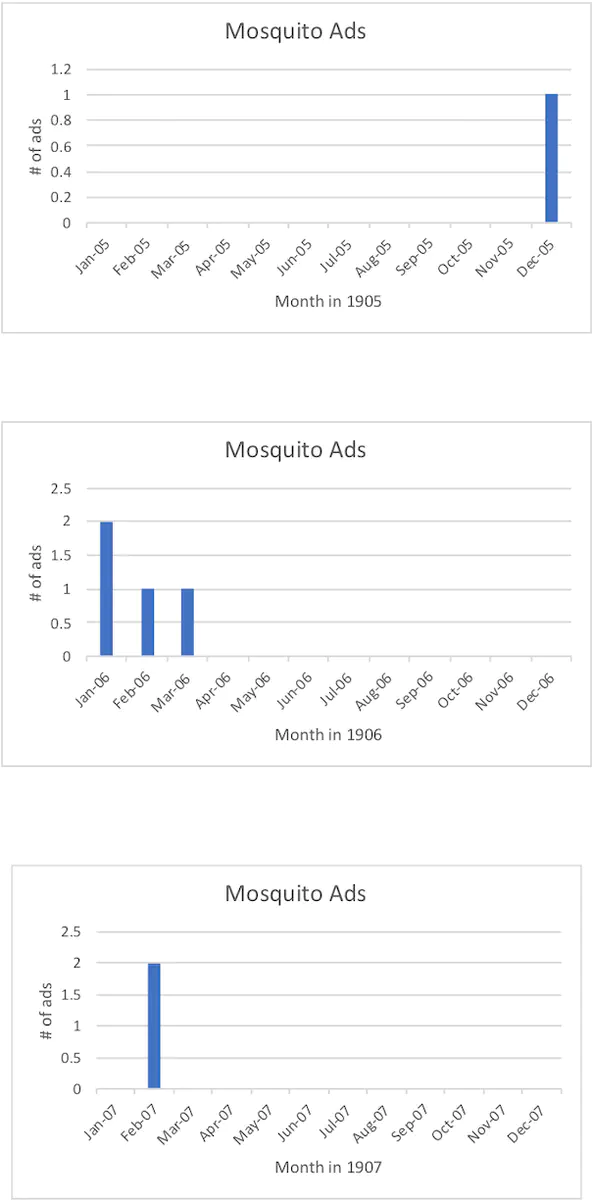 Mosquito Ads
1.2
1
0.8
0.6
0.4
0.2
0
# of ads
Jan-05 Feb-05 Mar-05 Apr-05 May-05 Jun-05 Jul-05 Aug-05 Sep-05 Oct-05 Nov-05 Dec-05
Month in 1905
Mosquito Ads
2.5
2
1.5
1
0.5
0
# of ads
Jan-06 Feb-06 Mar-06 Apr-06 May-06 Jun-06 Jul-06 Aug-06 Sep-06 Oct-06 Nov-06 Dec-06
Month in 1906
Mosquito Ads
2.5
2
1.5
1
0.5
0
# of ads
Jan-07 Feb-07 Mar-07 Apr-07 May-07 Jun-07 Jul-07 Aug-07 Sep-07 Oct-07 Nov-07 Dec-07
Month in 1907